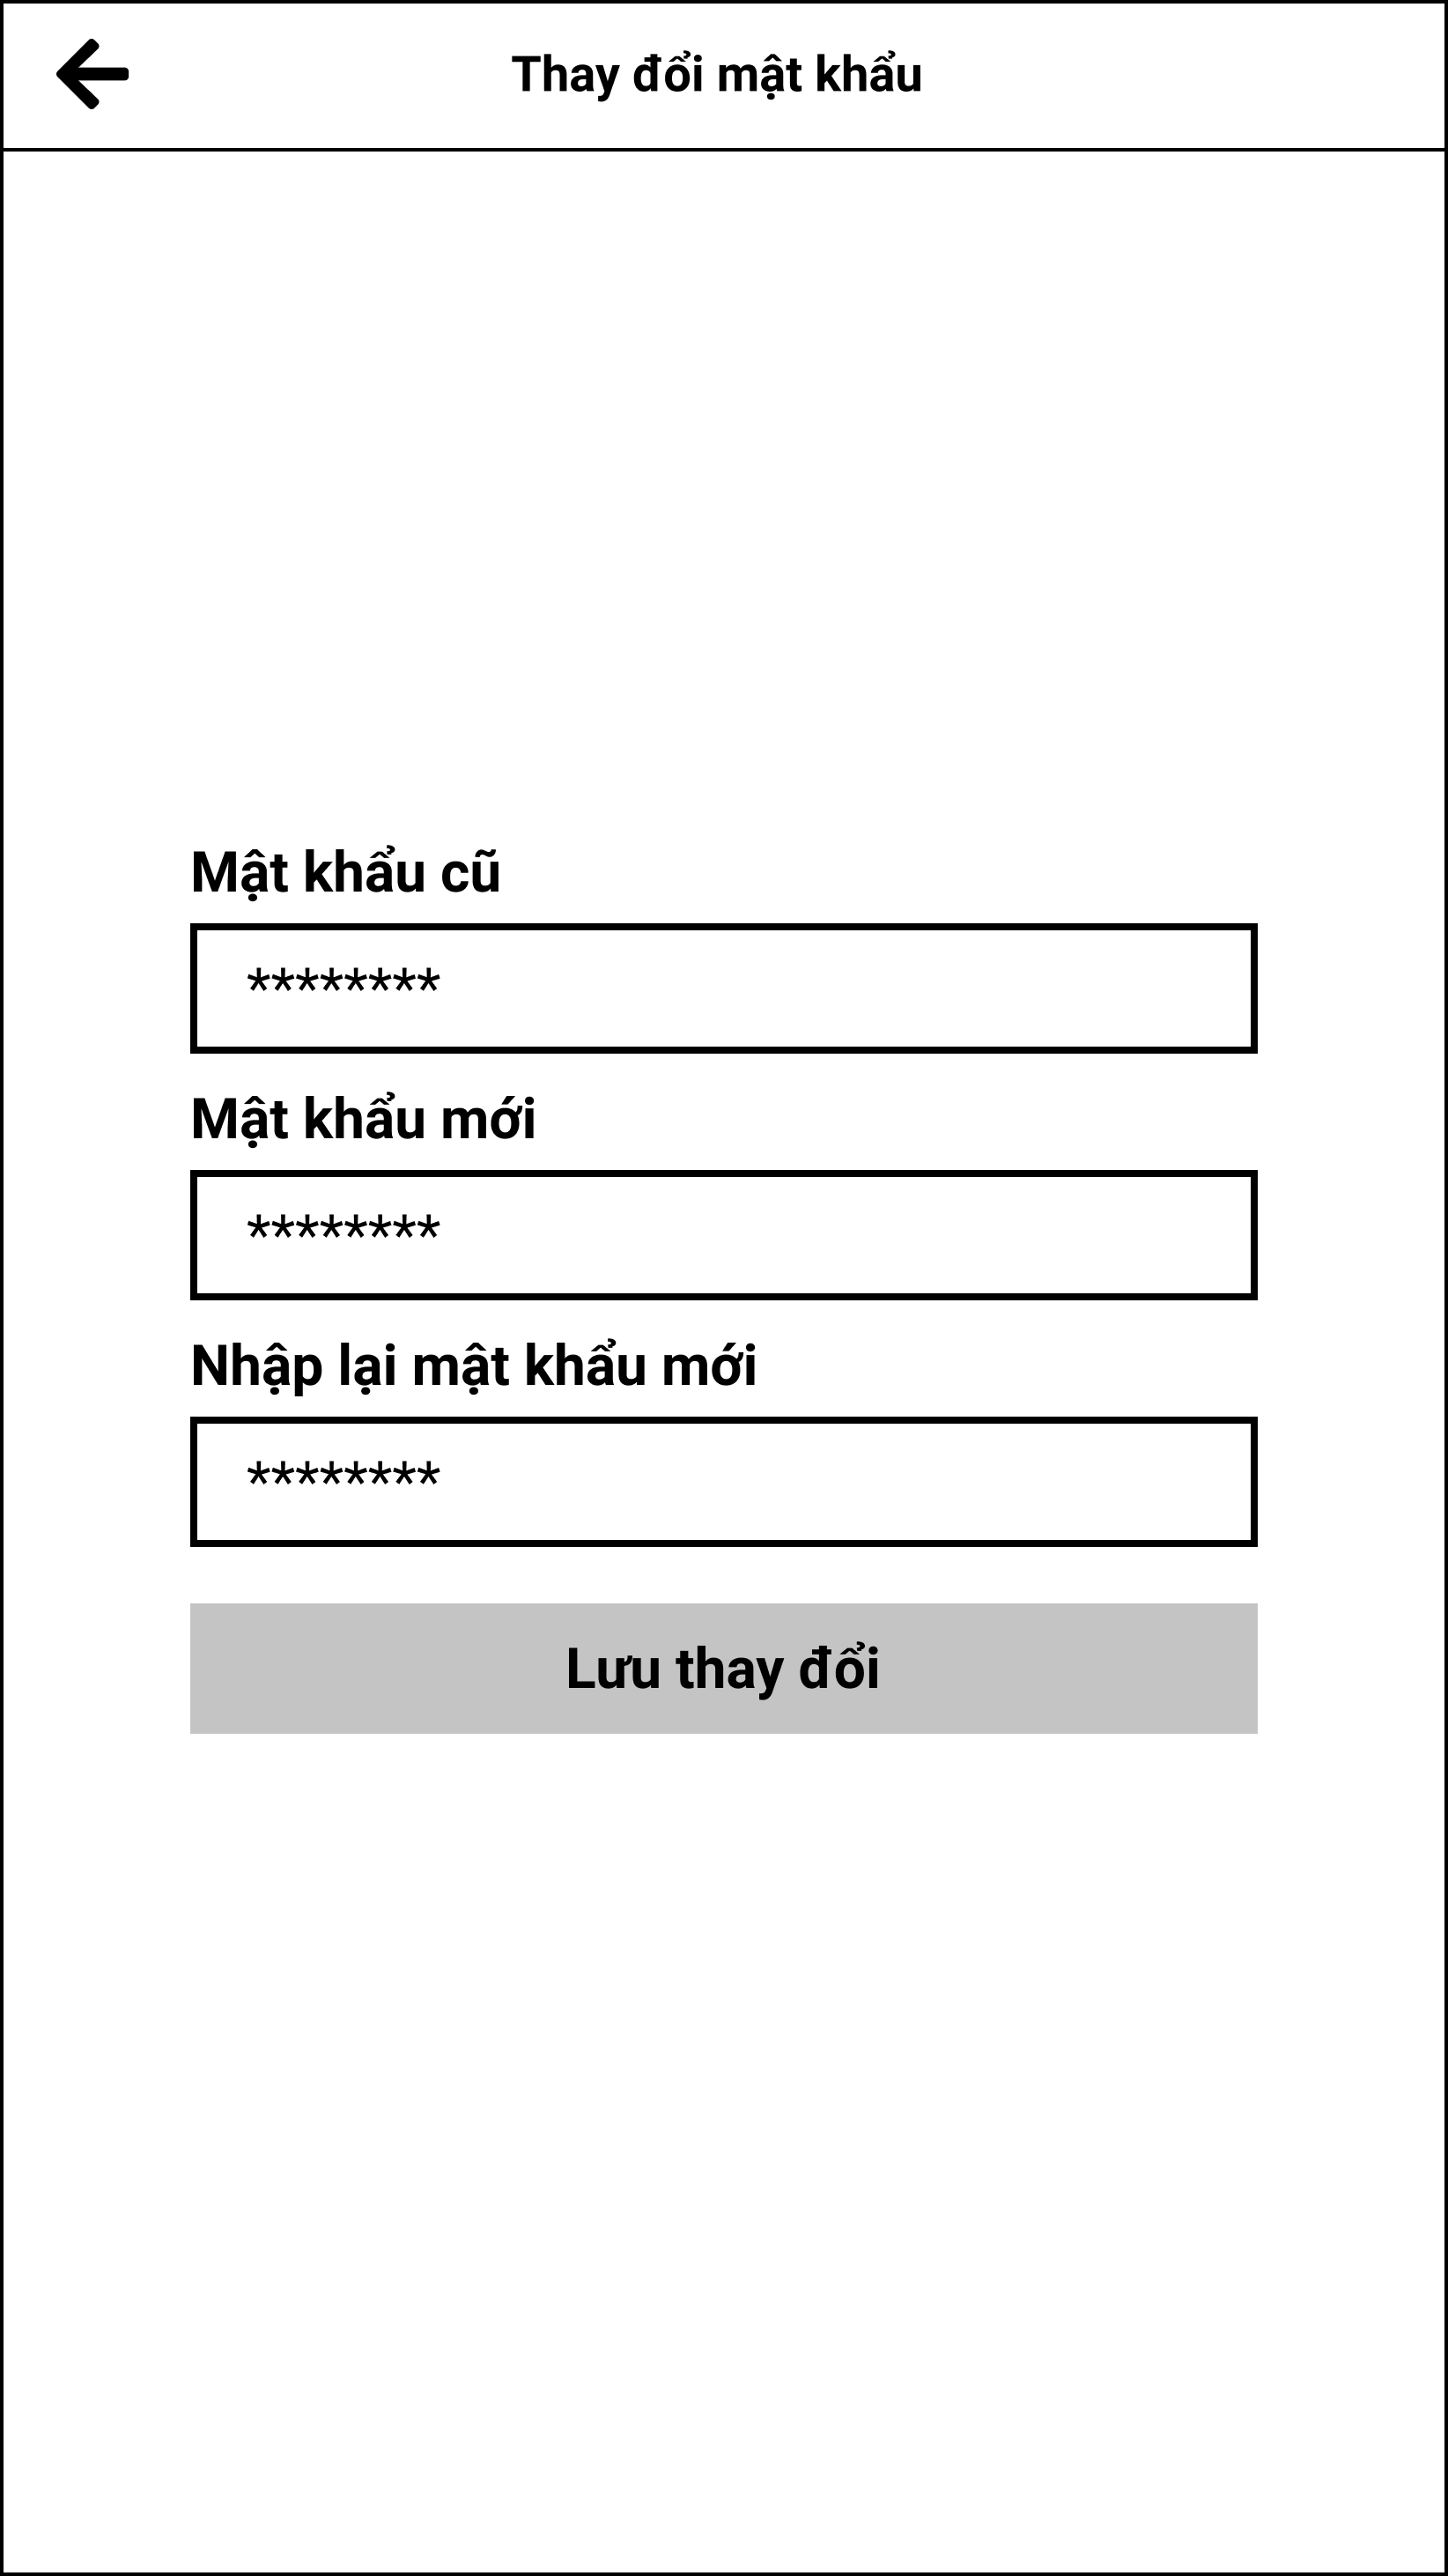 Thay đổi mật khẩu
Mật khẩu cũ
********
Mật khẩu mới
********
Nhập lại mật khẩu mới
********
Lưu thay đổi